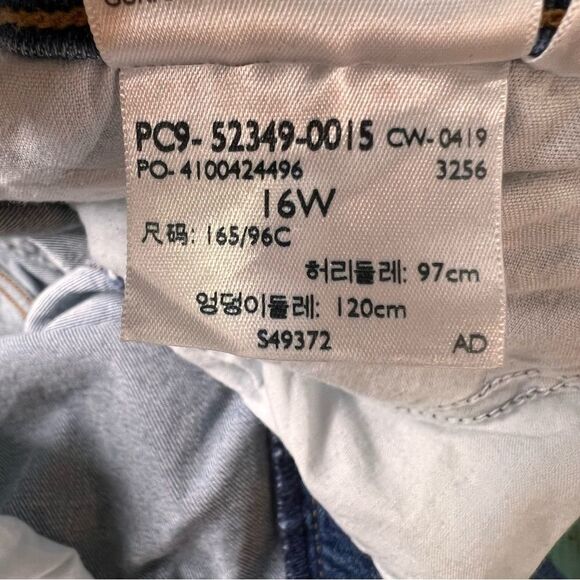 PC9-52349-0015 CW-0419
PO-4100424496 3256
16W
尺码: 165/96C
허리둘레: 97cm
엉덩이둘레: 120cm
S49372 AD